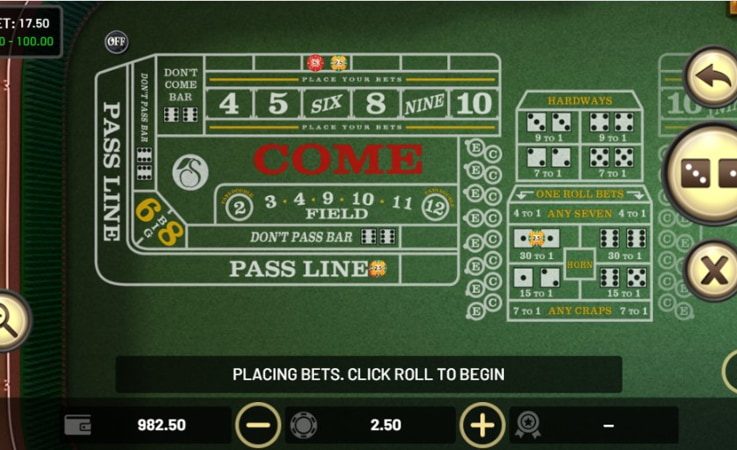 ET: 17.50
0 - 100.00
OFF
DON'T COME BAR
DON'T PASS BAR
PASS LINE
PLACE YOUR BETS
4 5 SIX 8 NINE 10
PLACE YOUR BETS
COME
PAYS DOUBLE
2
3 • 4 • 9 • 10 • 11
FIELD
12
6 8
BIG
DON'T PASS BAR
PASS LINE
E C
E C
E C
E C
E C
E C
E C
E C
HARDWAYS
9 to 1 9 to 1
7 to 1 7 to 1
ONE ROLL BETS
4 to 1 ANY SEVEN 4 to 1
30 to 1 HORN 30 to 1
15 to 1 15 to 1
7 to 1 ANY CRAPS 7 to 1
10
PLACING BETS. CLICK ROLL TO BEGIN
982.50 2.50 –